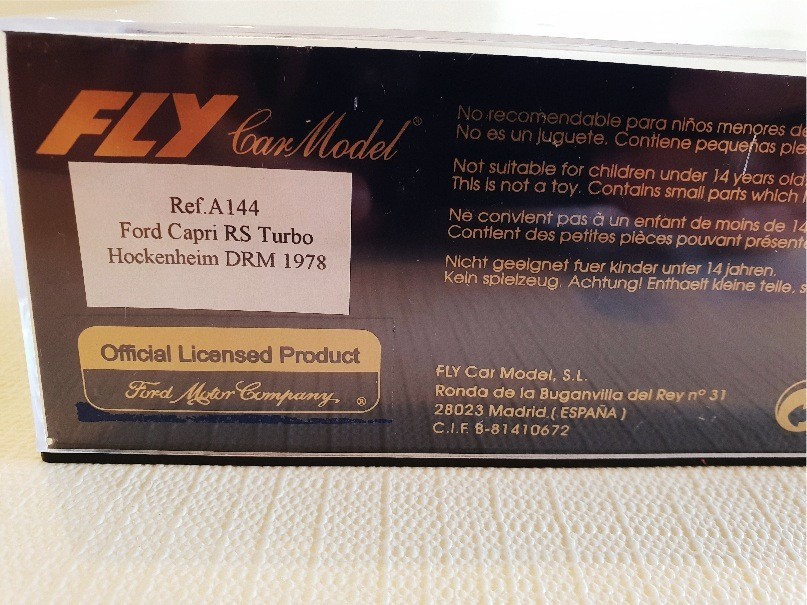 FLY Car Model®
Ref.A144
Ford Capri RS Turbo
Hockenheim DRM 1978
Official Licensed Product
Ford Motor Company ®
No recomendable para niños menores de
No es un juguete. Contiene pequeñas pie
Not suitable for children under 14 years old.
This is not a toy. Contains small parts which
Ne convient pas à un enfant de moins de 14
Contient des petites pièces pouvant présent
Nicht geeignet fuer kinder unter 14 jahren.
Kein spielzeug. Achtung! Enthaelt kleine teile, s
FLY Car Model, S.L.
Ronda de la Buganvilla del Rey nº 31
28023 Madrid.( ESPAÑA )
C.I.F. B-81410672